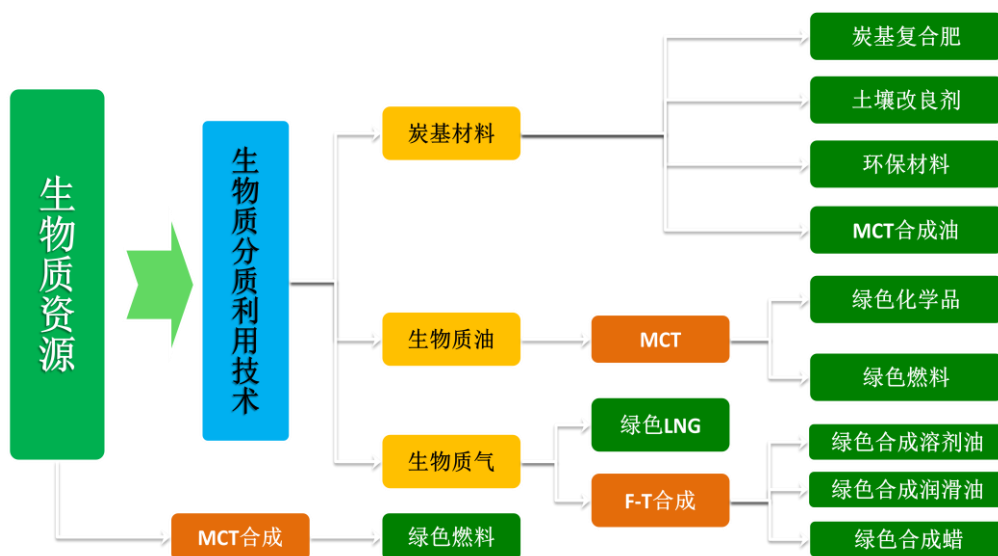 生物质资源
生物质分质利用技术
炭基材料
炭基复合肥
土壤改良剂
环保材料
MCT合成油
生物质油
MCT
绿色化学品
绿色燃料
生物质气
绿色LNG
F-T合成
绿色合成溶剂油
绿色合成润滑油
绿色合成蜡
MCT合成
绿色燃料